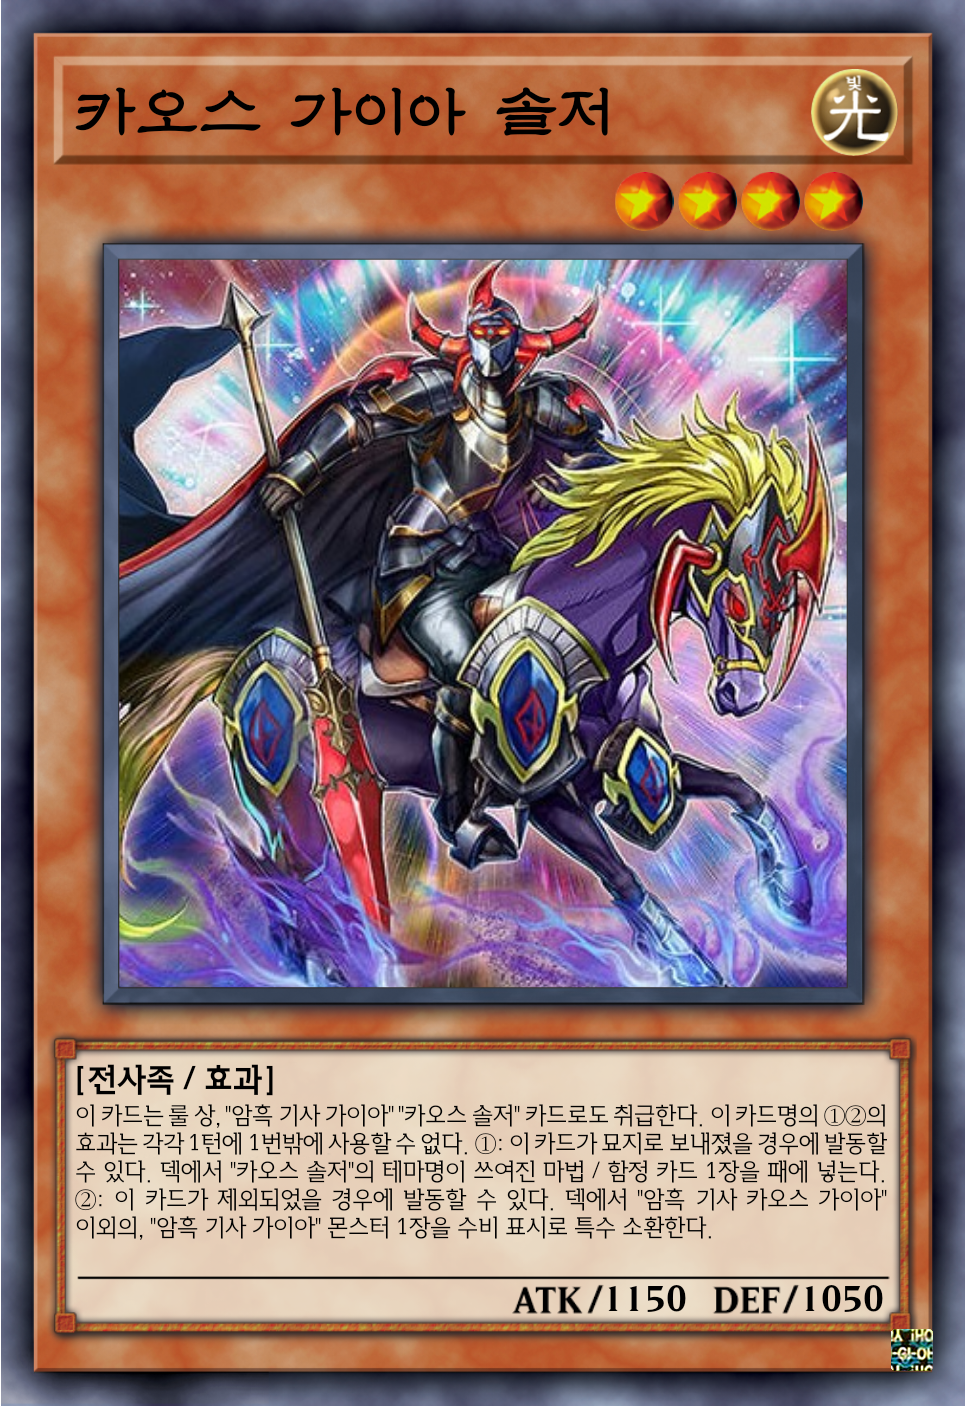 카오스 가이아 솔저
빛
光
[전사족 / 효과]
이 카드는 룰 상, "암흑 기사 가이아" "카오스 솔저" 카드로도 취급한다. 이 카드명의 ①②의
효과는 각각 1턴에 1번밖에 사용할 수 없다. ①: 이 카드가 묘지로 보내졌을 경우에 발동할
수 있다. 덱에서 "카오스 솔저"의 테마명이 쓰여진 마법 / 함정 카드 1장을 패에 넣는다.
②: 이 카드가 제외되었을 경우에 발동할 수 있다. 덱에서 "암흑 기사 카오스 가이아"
이외의, "암흑 기사 가이아" 몬스터 1장을 수비 표시로 특수 소환한다.
ATK/1150 DEF/1050